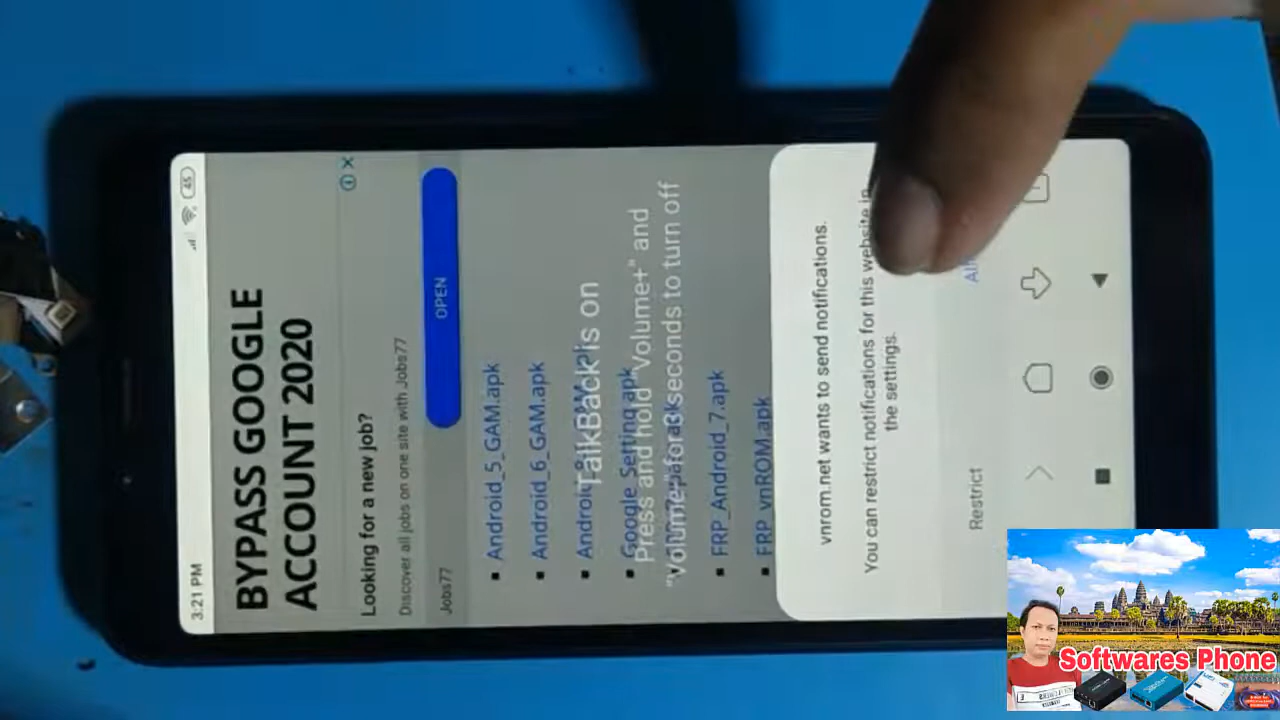 3:21 PM
45
BYPASS GOOGLE
ACCOUNT 2020
Looking for a new job?
Discover all jobs on one site with Jobs77
Jobs77
OPEN
Android_5_GAM.apk
Android_6_GAM.apk
TalkBack is on
Google_Setting.apk
Press and hold "Volume+" and
"Volume-" for 3 seconds to turn off
FRP_Android_7.apk
FRP_vnROM.apk
vnrom.net wants to send notifications.
You can restrict notifications for this website in
the settings.
Restrict
Softwares Phone